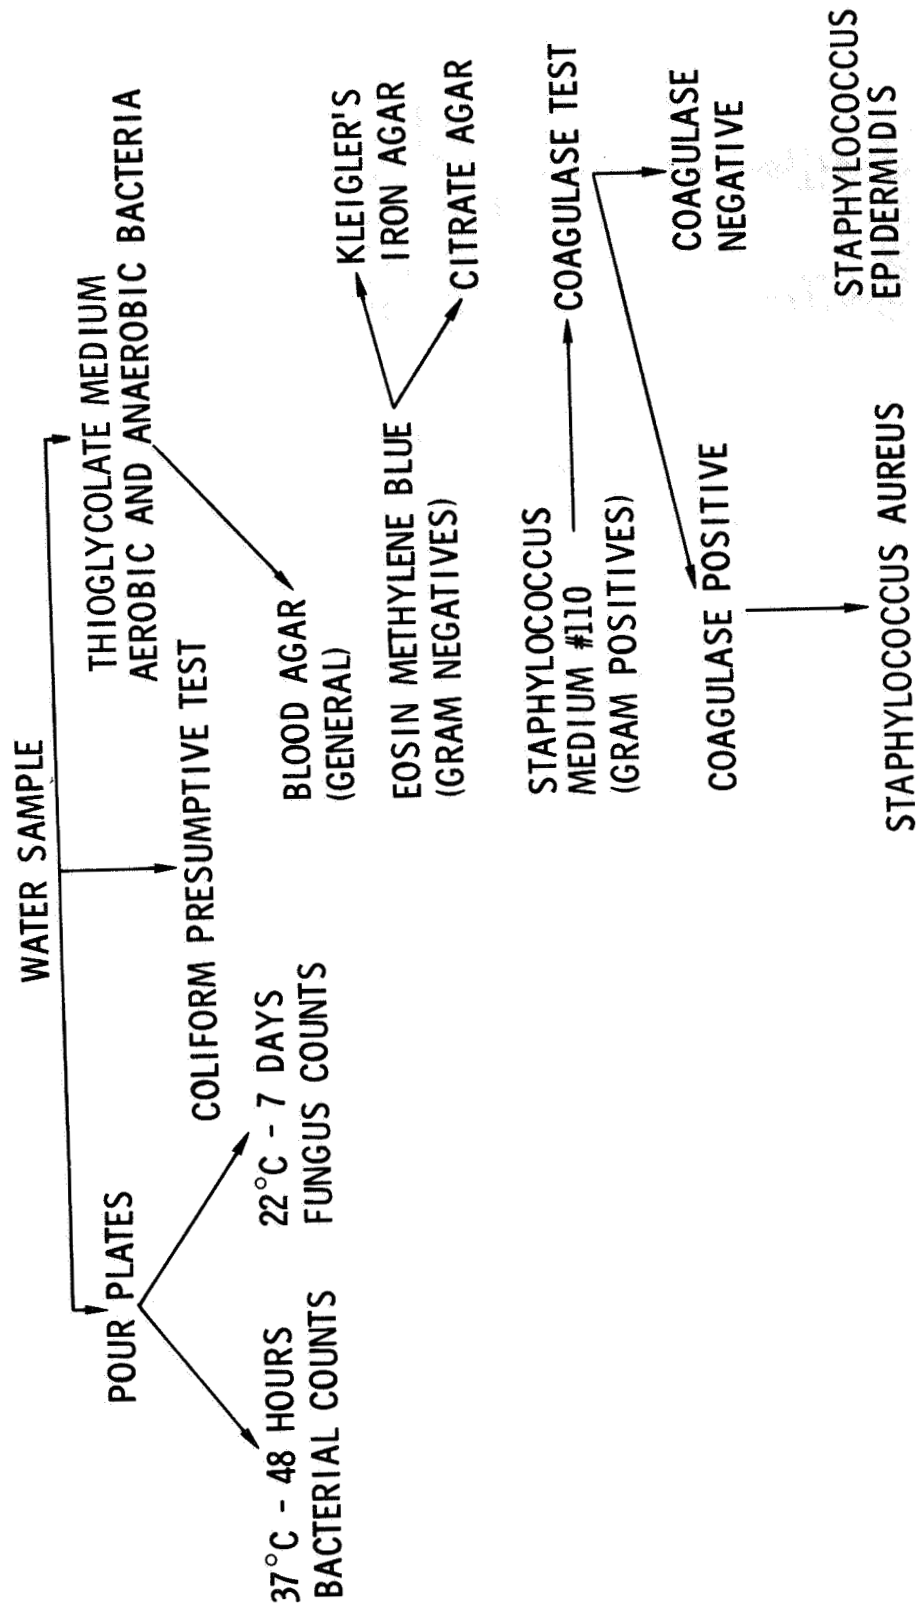 WATER SAMPLE
POUR PLATES
37°C - 48 HOURS
BACTERIAL COUNTS
22°C - 7 DAYS
FUNGUS COUNTS
COLIFORM PRESUMPTIVE TEST
THIOGLYCOLATE MEDIUM
AEROBIC AND ANAEROBIC BACTERIA
BLOOD AGAR
(GENERAL)
EOSIN METHYLENE BLUE
(GRAM NEGATIVES)
KLEIGLER'S
IRON AGAR
CITRATE AGAR
STAPHYLOCOCCUS
MEDIUM #110
(GRAM POSITIVES)
COAGULASE TEST
COAGULASE POSITIVE
COAGULASE
NEGATIVE
STAPHYLOCOCCUS AUREUS
STAPHYLOCOCCUS
EPIDERMIDIS